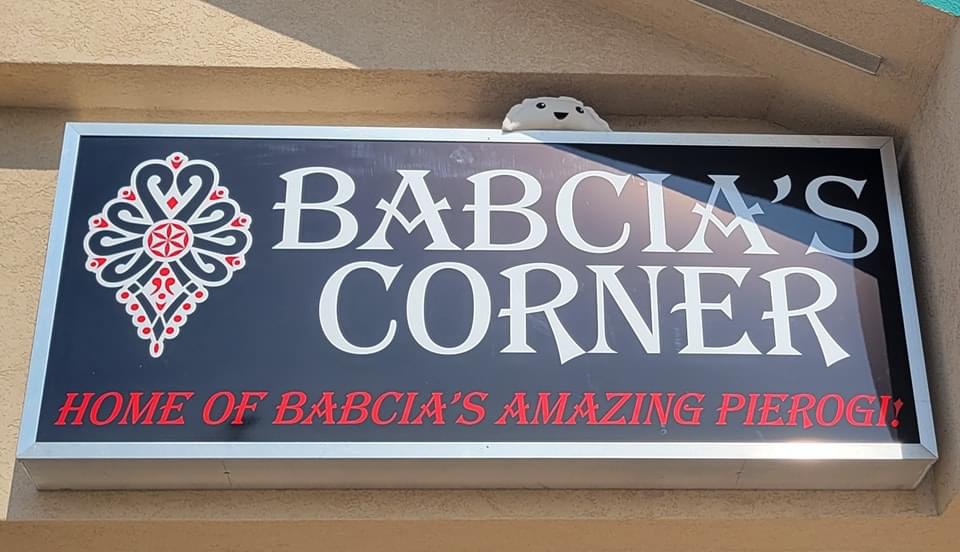 BABCIA'S
CORNER
HOME OF BABCIA'S AMAZING PIEROGI!